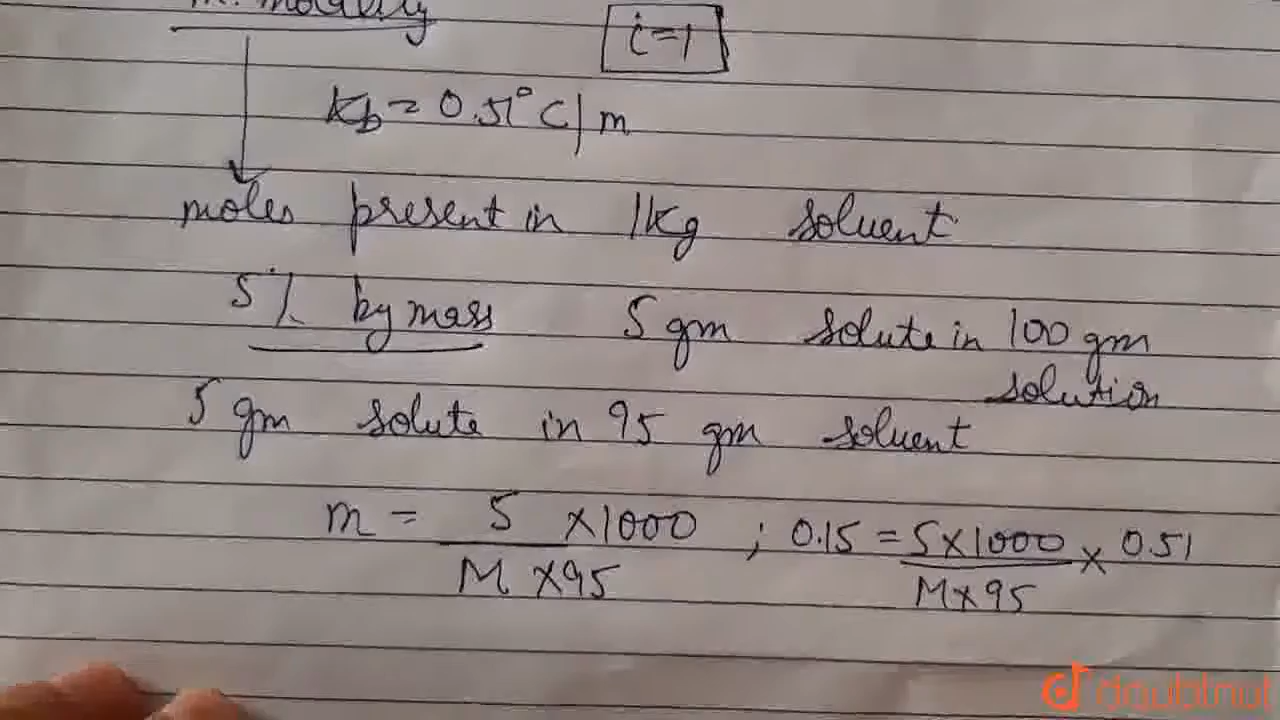 m: molality
i=1
Kb = 0.51°C/m
moles present in 1kg solvent
5% by mass 5 gm solute in 100 gm
solution
5 gm solute in 95 gm solvent
m = 5 ×1000 / M ×95 ; 0.15 = 5×1000 / M×95 × 0.51
doubtnut